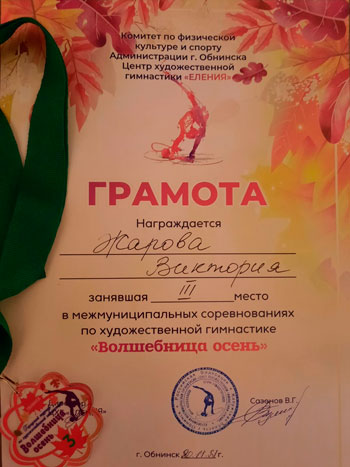 Комитет по физической
культуре и спорту
Администрации г. Обнинска
Центр художественной
гимнастики «ЕЛЕНИЯ»
ГРАМОТА
Награждается
Жарова
Виктория
занявшая III место
в межмуниципальных соревнованиях
по художественной гимнастике
«Волшебница осень»
Сазонов В.Г.
Волшебница
осень
3
г. Обнинск